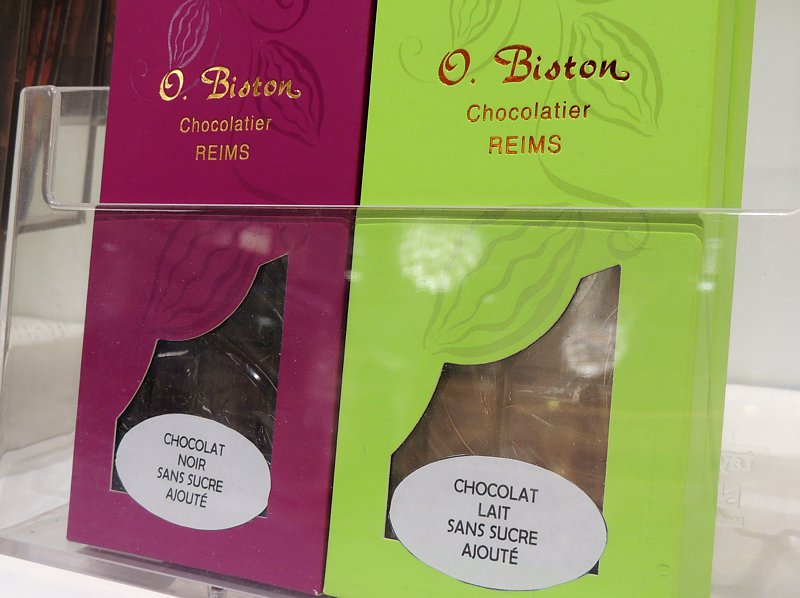 O. Biston
Chocolatier
REIMS
CHOCOLAT
NOIR
SANS SUCRE
AJOUTÉ
O. Biston
Chocolatier
REIMS
CHOCOLAT
LAIT
SANS SUCRE
AJOUTÉ